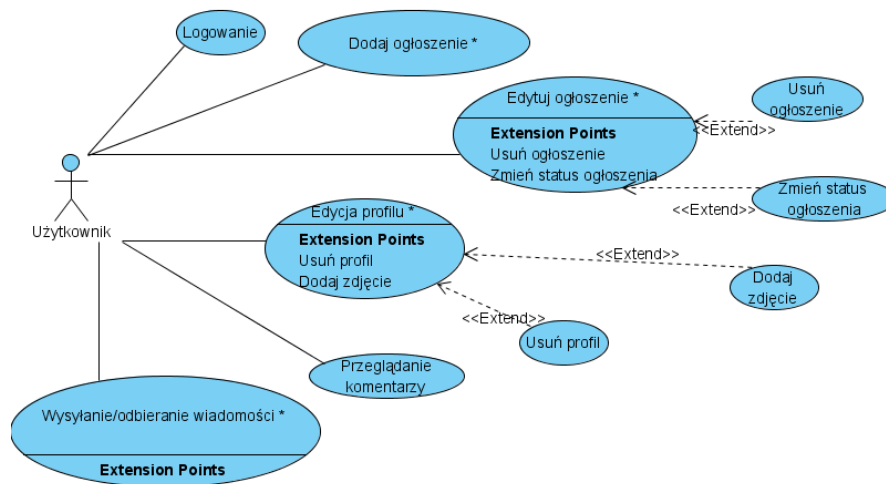 Logowanie
Dodaj ogłoszenie *
Edytuj ogłoszenie *
Extension Points
Usuń ogłoszenie
Zmień status ogłoszenia
Usuń
ogłoszenie
<<Extend>>
Zmień status
ogłoszenia
<<Extend>>
Użytkownik
Edycja profilu *
Extension Points
Usuń profil
Dodaj zdjęcie
<<Extend>>
Dodaj
zdjęcie
<<Extend>>
Usuń profil
Przeglądanie
komentarzy
Wysyłanie/odbieranie wiadomości *
Extension Points